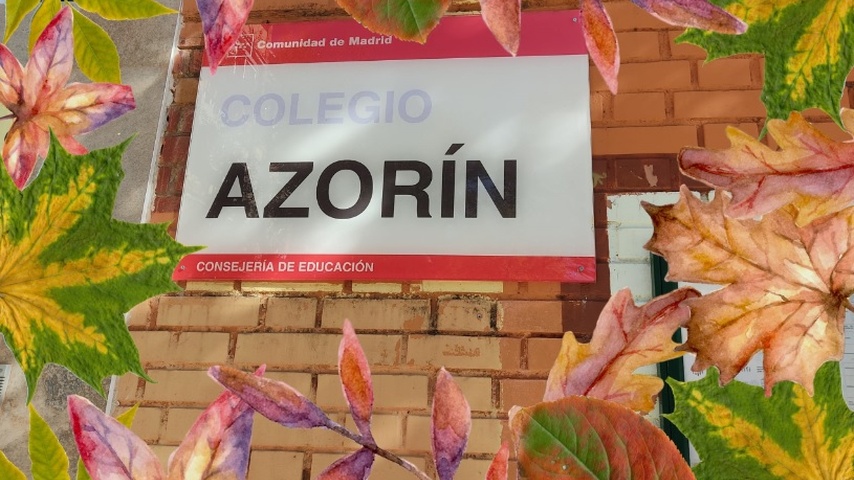 Comunidad de Madrid
COLEGIO
AZORÍN
CONSEJERÍA DE EDUCACIÓN